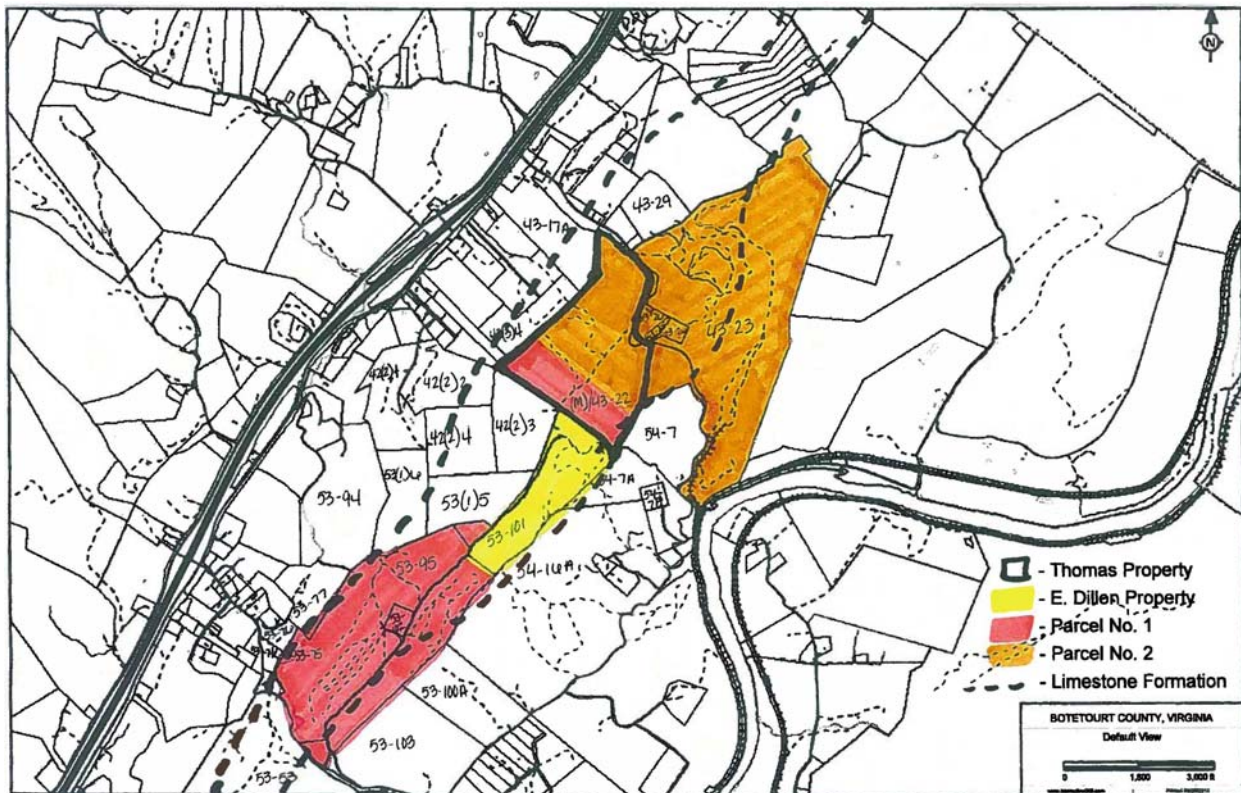 N
43-29
43-17A
43-23
43(3)4
42(2)1
42(2)2
(M)/43-22
42(2)3
42(2)4
54-7
53(1)6
54-7A
53-94
53(1)5
53-101
53-95
54-16A
53-77
53-75
53-100A
53-103
53-53
- Thomas Property
- E. Dillen Property
- Parcel No. 1
- Parcel No. 2
- Limestone Formation
BOTETOURT COUNTY, VIRGINIA
Default View
0 1,500 3,000 ft